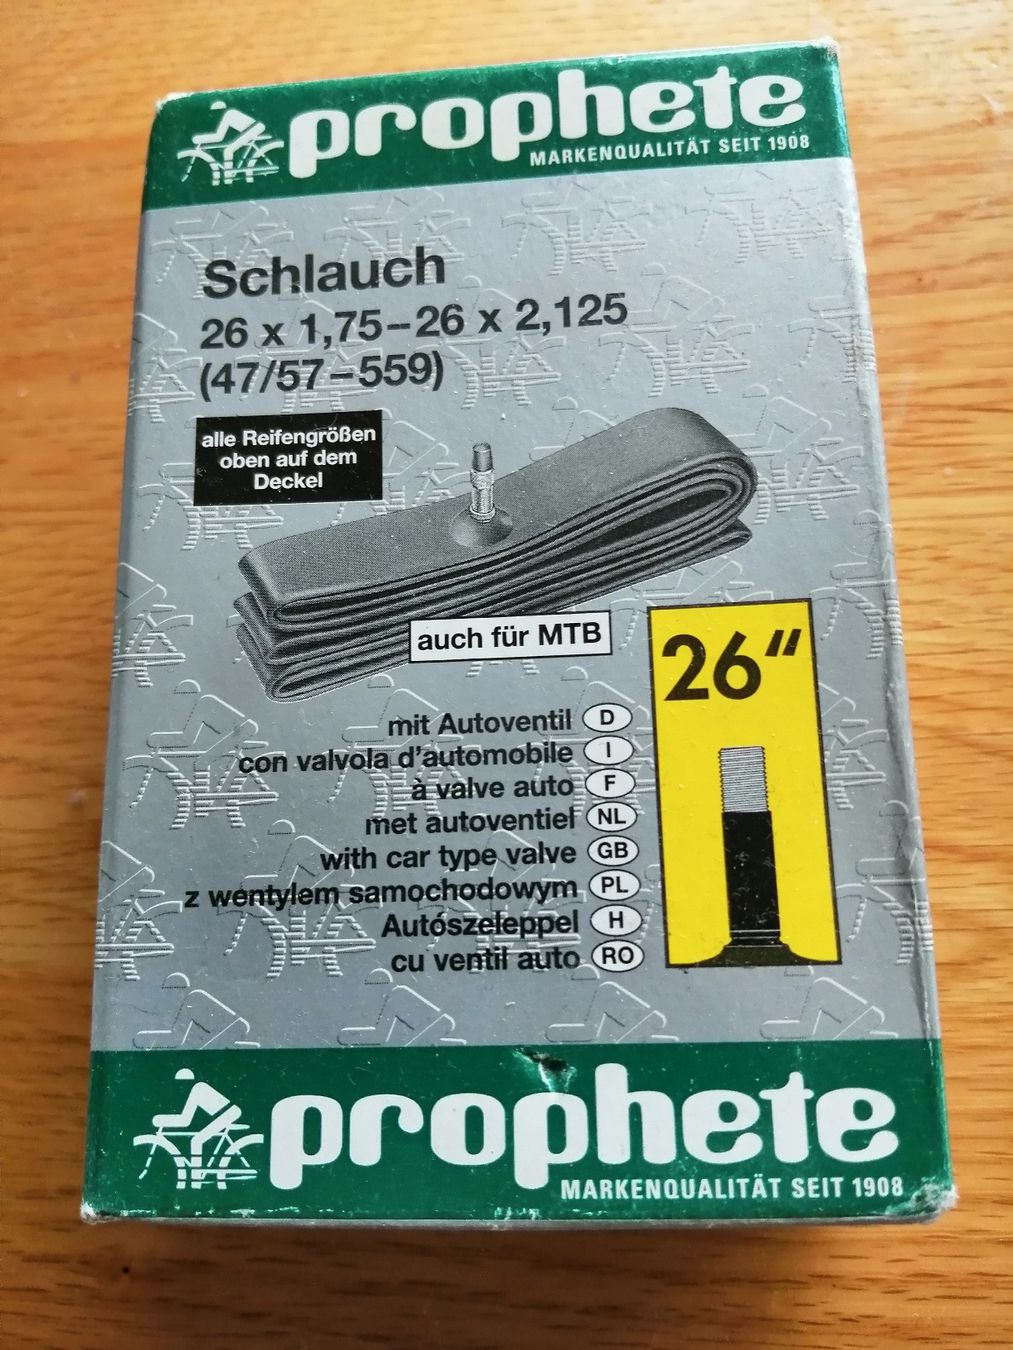 prophete
MARKENQUALITÄT SEIT 1908
Schlauch
26 x 1,75–26 x 2,125
(47/57–559)
alle Reifengrößen
oben auf dem
Deckel
auch für MTB
26"
mit Autoventil D
con valvola d'automobile I
à valve auto F
met autoventiel NL
with car type valve GB
z wentylem samochodowym PL
Autószeleppel H
cu ventil auto RO
prophete
MARKENQUALITÄT SEIT 1908